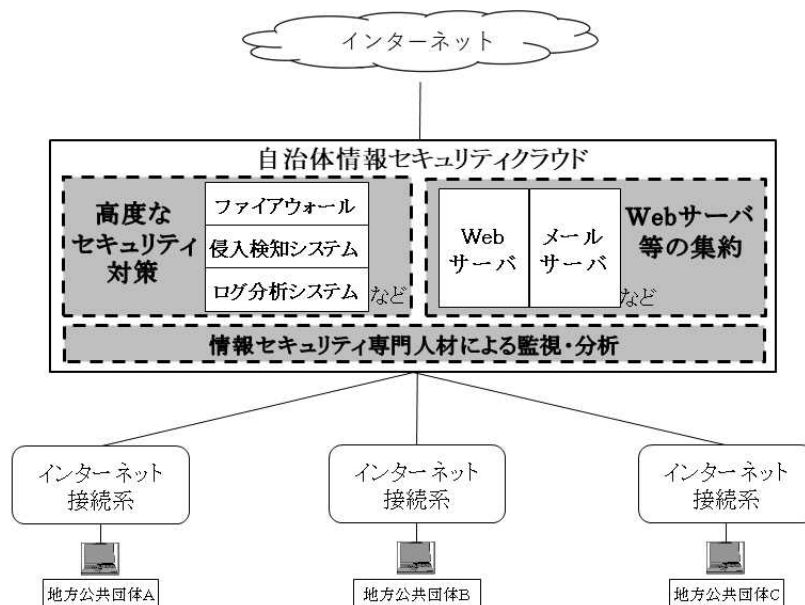 インターネット
自治体情報セキュリティクラウド
高度な
セキュリティ
対策
ファイアウォール
侵入検知システム
ログ分析システム
など
Web
サーバ
メール
サーバ
など
Webサーバ
等の集約
情報セキュリティ専門人材による監視・分析
インターネット
接続系
インターネット
接続系
インターネット
接続系
地方公共団体A
地方公共団体B
地方公共団体C